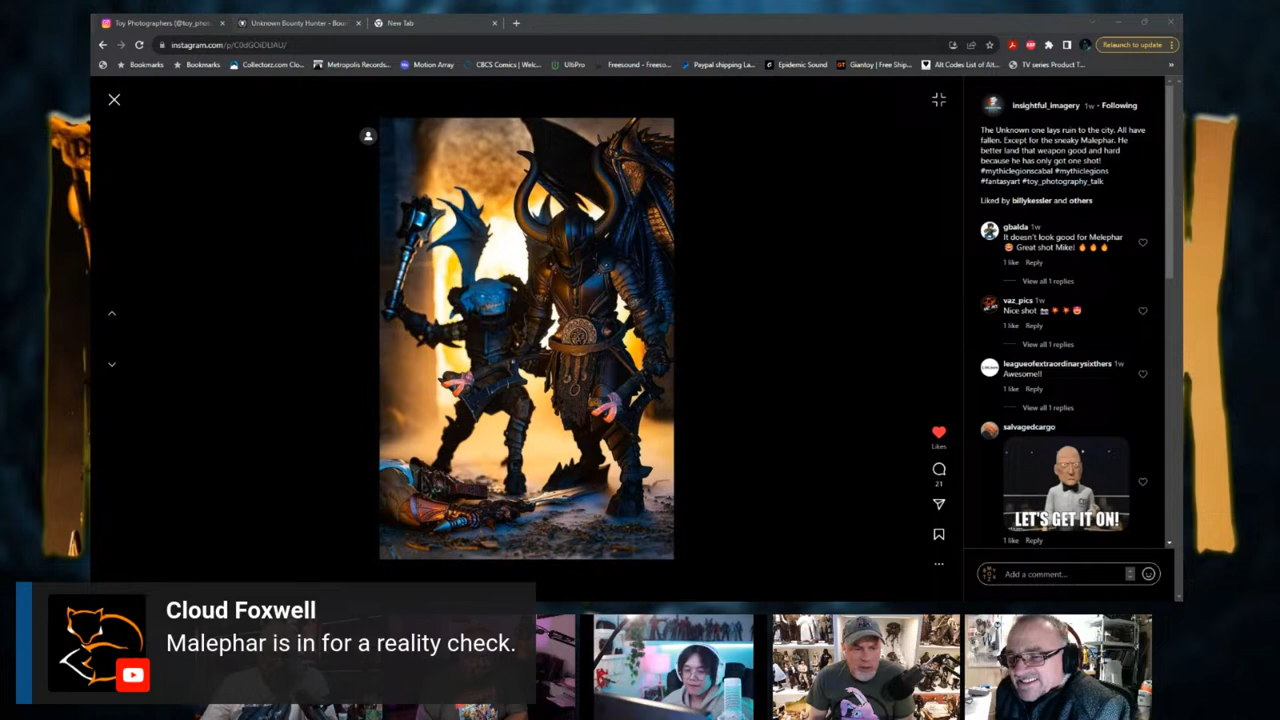 Toy Photographers (@toy_phot...
Unknown Bounty Hunter - Bou...
New Tab
instagram.com/p/C0dGOiDLlAU/
Relaunch to update
Bookmarks
Bookmarks
Collectorz.com Clo...
Metropolis Records...
Motion Array
CBCS Comics | Welc...
UltiPro
Freesound - Freeso...
Paypal shipping La...
Epidemic Sound
GT
Giantoy | Free Ship...
Alt Codes List of Alt...
TV series Product T...
insightful_imagery 1w • Following
The Unknown one lays ruin to the city. All have
fallen. Except for the sneaky Malephar. He
better land that weapon good and hard
because he has only got one shot!
#mythiclegionscabal #mythiclegions
#fantasyart #toy_photography_talk
Liked by billykessler and others
gbalda 1w
It doesn't look good for Melephar
😍 Great shot Mike! 🔥 🔥 🔥
1 like Reply
View all 1 replies
vaz_pics 1w
Nice shot
1 like Reply
View all 1 replies
leagueofextraordinarysixthers 1w
Awesome!!
1 like Reply
View all 1 replies
salvagedcargo
LET'S GET IT ON!
1 like Reply
Likes
21
Add a comment...
Cloud Foxwell
Malephar is in for a reality check.